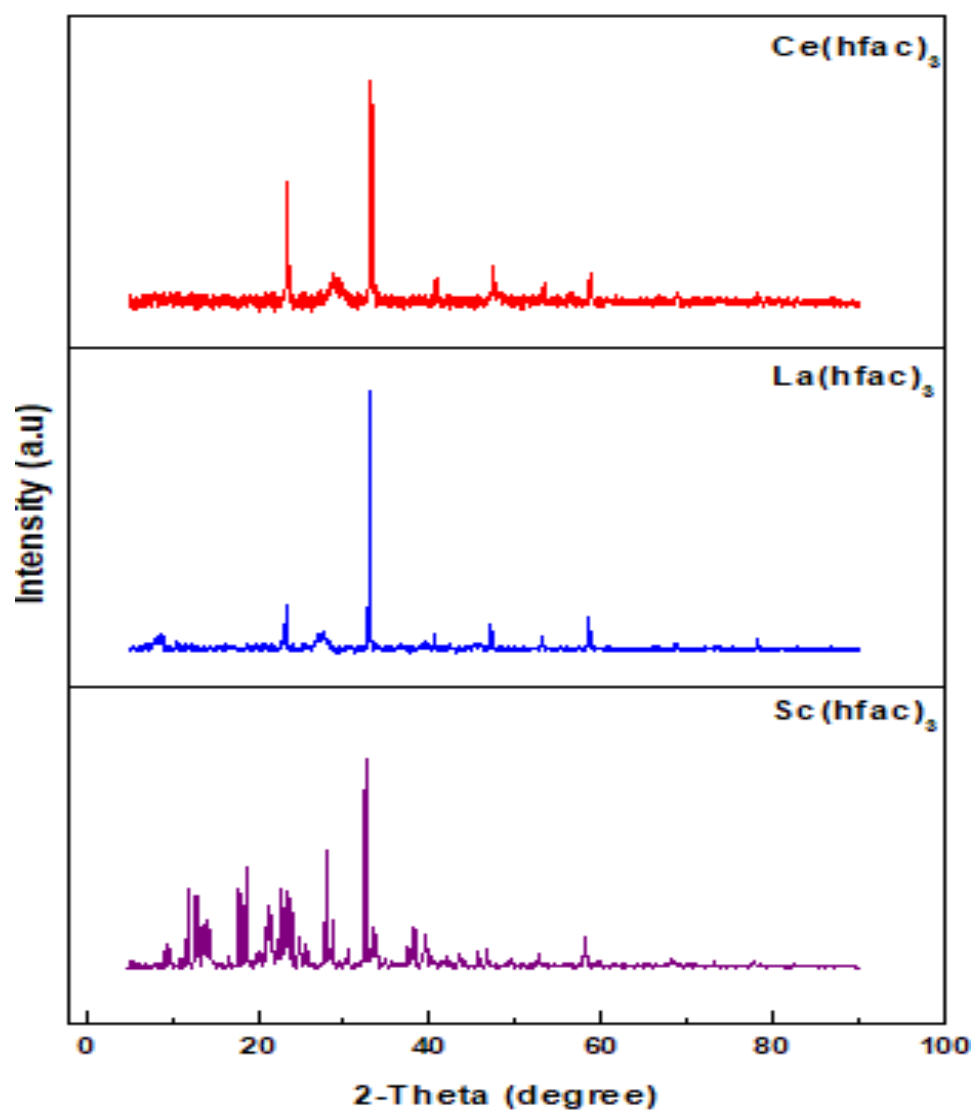 Ce(hfac)₃
La(hfac)₃
Sc(hfac)₃
Intensity (a.u)
0 20 40 60 80 100
2-Theta (degree)